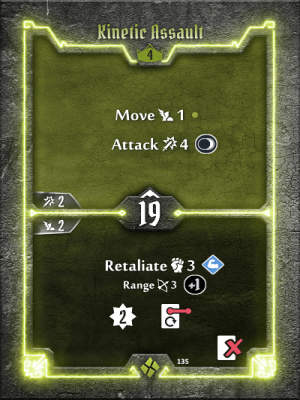 Kinetic Assault
4
Move 1
Attack 4
2
19
2
Retaliate 3
Range 3 +1
2
135